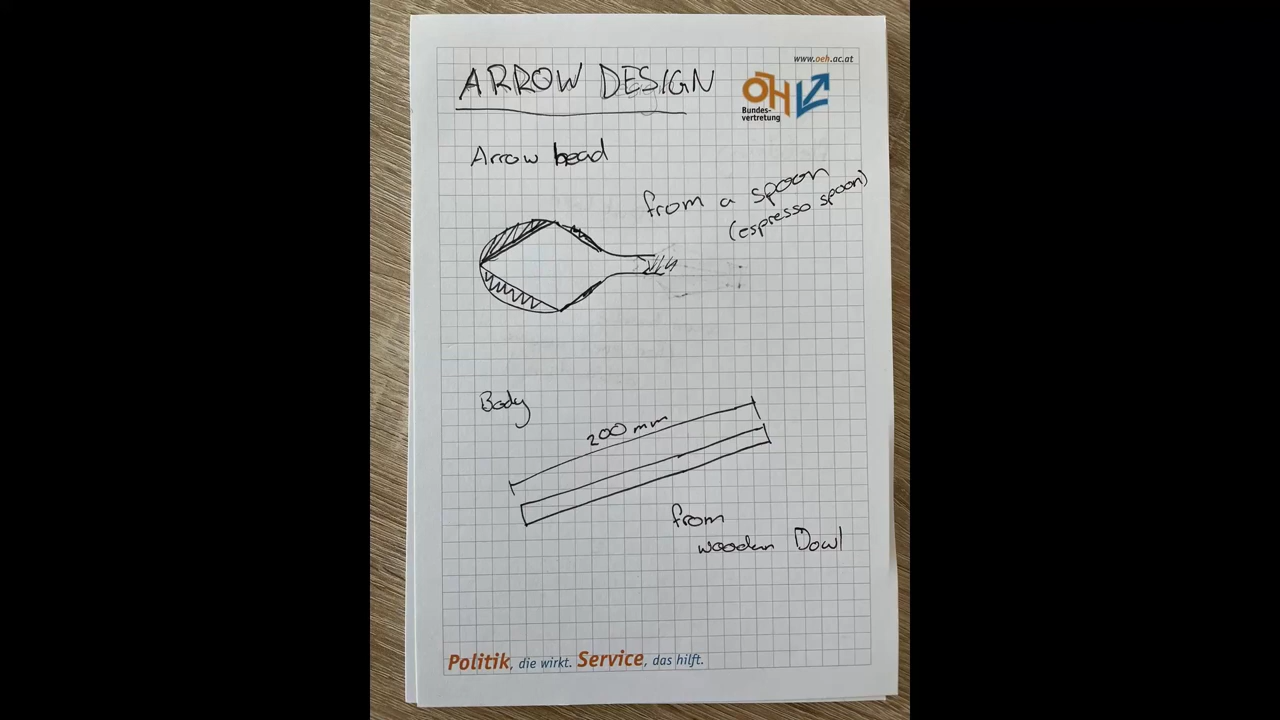 www.oeh.ac.at
ARROW DESIGN
OH
Bundes-
vertretung
Arrow head
from a spoon
(espresso spoon)
Body
200 mm
from
wooden Dowl
Politik, die wirkt. Service, das hilft.